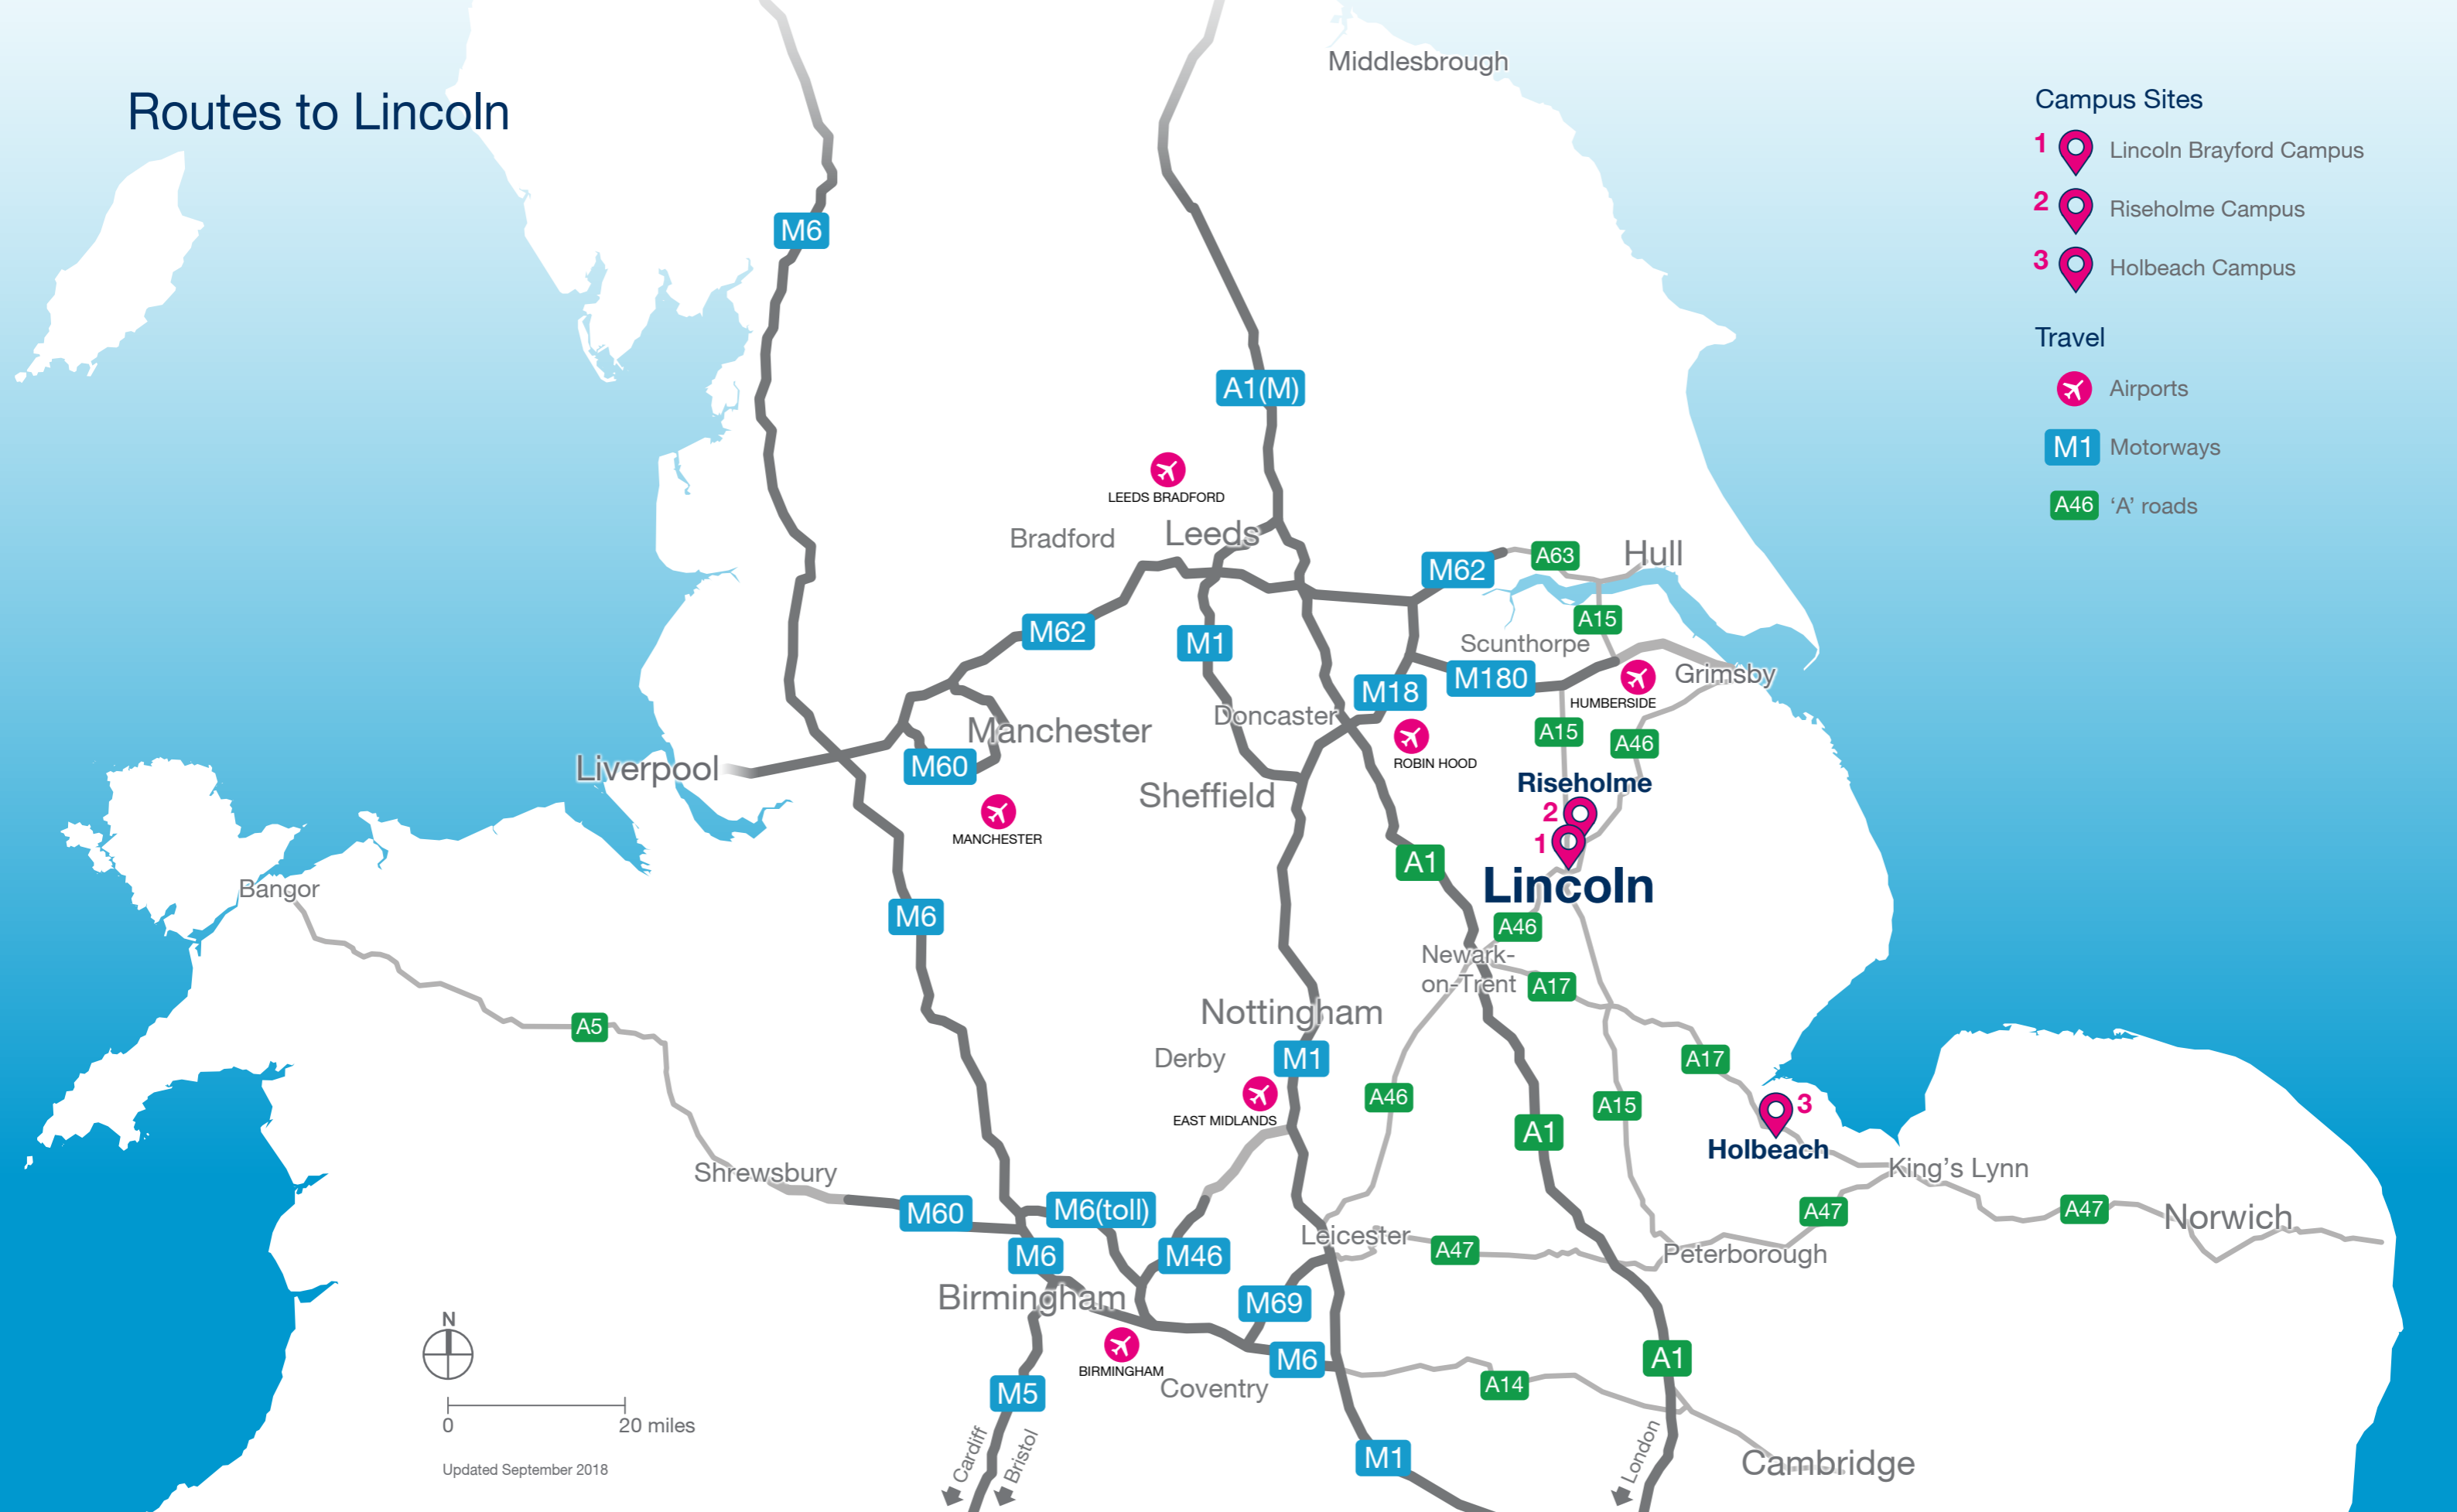 Routes to Lincoln
Middlesbrough
Campus Sites
1 Lincoln Brayford Campus
2 Riseholme Campus
3 Holbeach Campus
Travel
Airports
M1 Motorways
A46 ‘A’ roads
M6
A1(M)
LEEDS BRADFORD
Bradford
Leeds
M62
A63
Hull
M62
M1
A15
Scunthorpe
M180
Grimsby
M18
HUMBERSIDE
Doncaster
Manchester
A15
A46
ROBIN HOOD
Liverpool
M60
Sheffield
MANCHESTER
Riseholme
2
1
Lincoln
A1
Bangor
M6
A46
Newark-
on-Trent
A17
Nottingham
A5
Derby
M1
A17
EAST MIDLANDS
A46
A15
A1
3
Holbeach
Shrewsbury
King’s Lynn
M60
M6(toll)
A47
A47
Norwich
M6
M46
Leicester
A47
Peterborough
Birmingham
M69
BIRMINGHAM
Coventry
M6
A14
A1
M5
N
0 20 miles
Updated September 2018
Cardiff
Bristol
M1
London
Cambridge